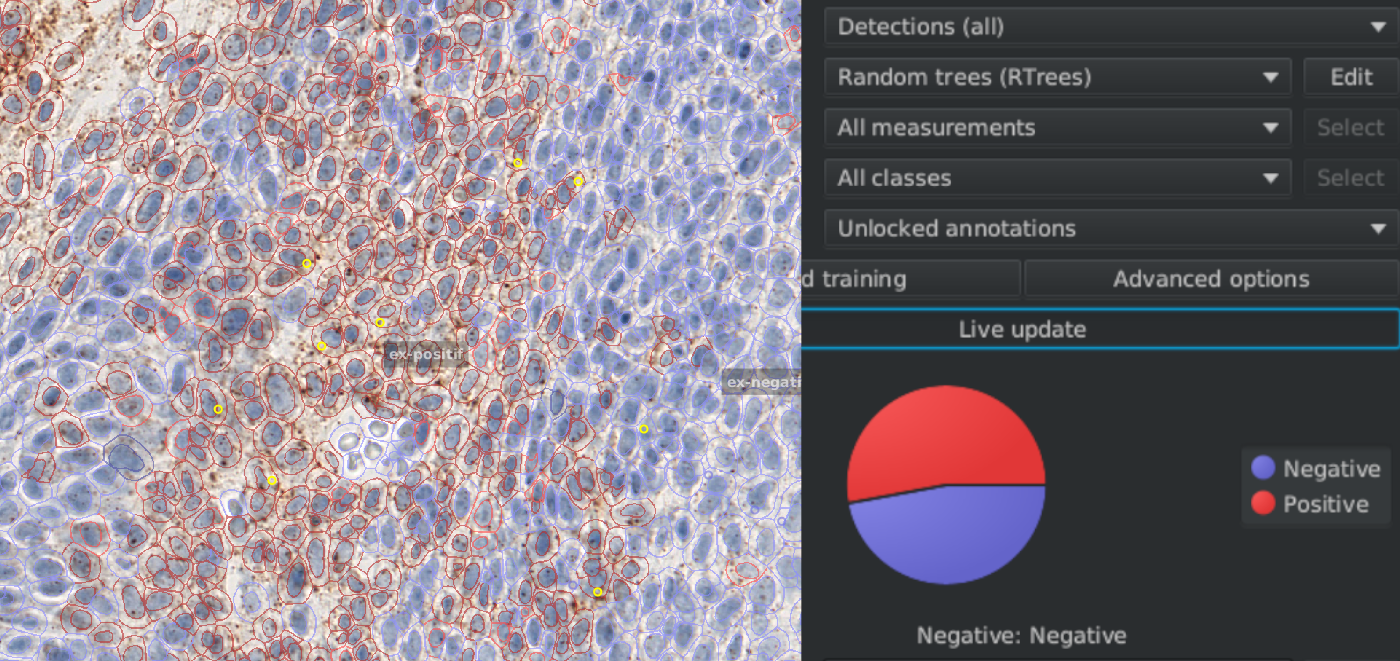 Detections (all)
Random trees (RTrees)
Edit
All measurements
Select
All classes
Select
Unlocked annotations
d training
Advanced options
Live update
ex-positif
ex-negati
Negative
Positive
Negative: Negative